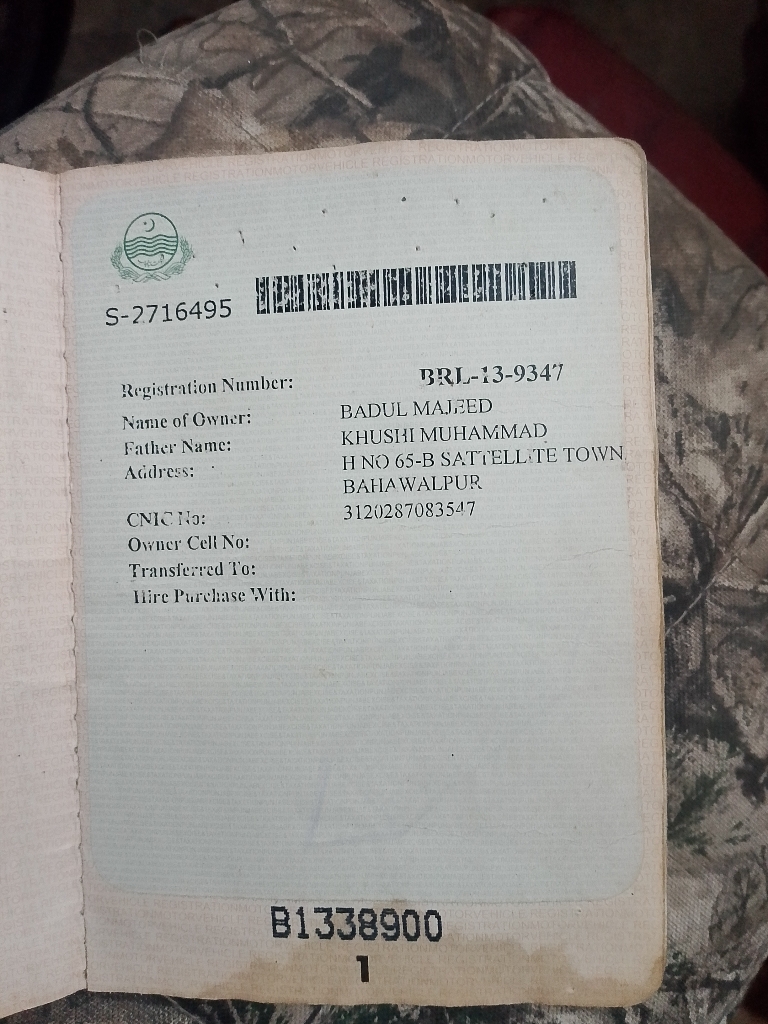 S-2716495
Registration Number: BRL-13-9347
Name of Owner: BADUL MAJEED
Father Name: KHUSHI MUHAMMAD
Address: H NO 65-B SATTELLITE TOWN
BAHAWALPUR
CNIC No: 3120287083547
Owner Cell No:
Transferred To:
Hire Purchase With:
B1338900
1